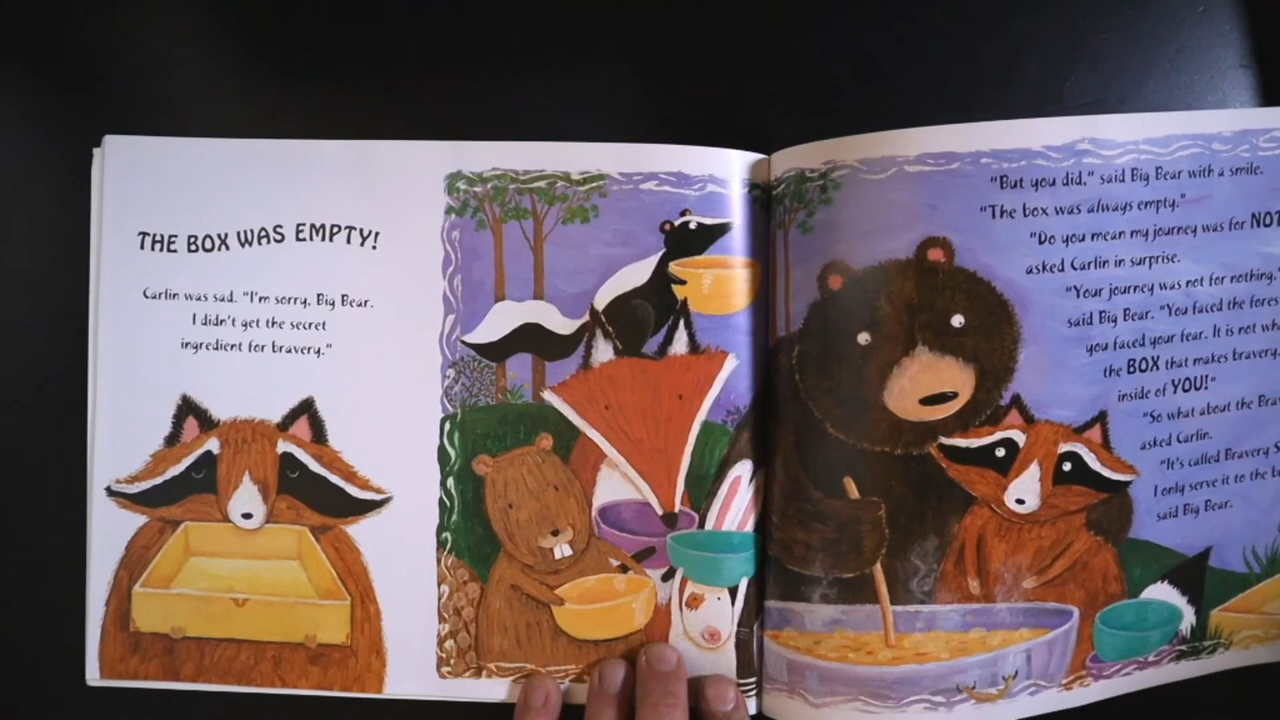 THE BOX WAS EMPTY!
Carlin was sad. "I'm sorry, Big Bear.
I didn't get the secret
ingredient for bravery."
"But you did," said Big Bear with a smile.
"The box was always empty."
"Do you mean my journey was for
asked Carlin in surprise.
"Your journey was not for nothing,"
said Big Bear. "You faced the
you faced your fear. It is not
the BOX that makes bravery,
inside of YOU!"
"So what about the
asked Carlin.
"It's called Bravery
I only serve it to the
said Big Bear.